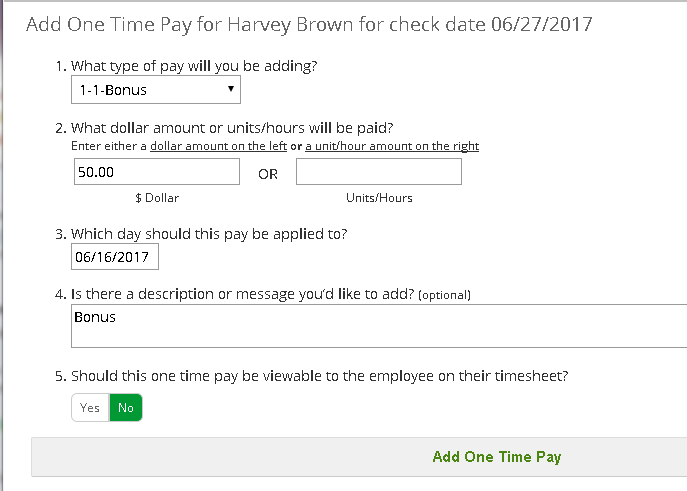 Add One Time Pay for Harvey Brown for check date 06/27/2017
1. What type of pay will you be adding?
1-1-Bonus
2. What dollar amount or units/hours will be paid?
Enter either a dollar amount on the left or a unit/hour amount on the right
50.00 OR
$ Dollar Units/Hours
3. Which day should this pay be applied to?
06/16/2017
4. Is there a description or message you'd like to add? (optional)
Bonus
5. Should this one time pay be viewable to the employee on their timesheet?
Yes No
Add One Time Pay